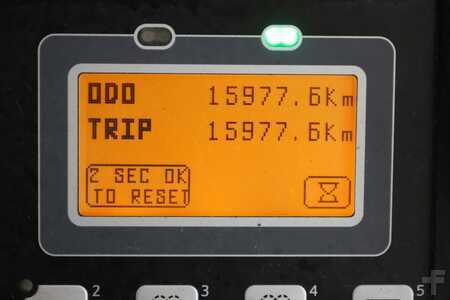 ODO 15977.6Km
TRIP 15977.6Km
2 SEC OK
TO RESET
2 3 4 5